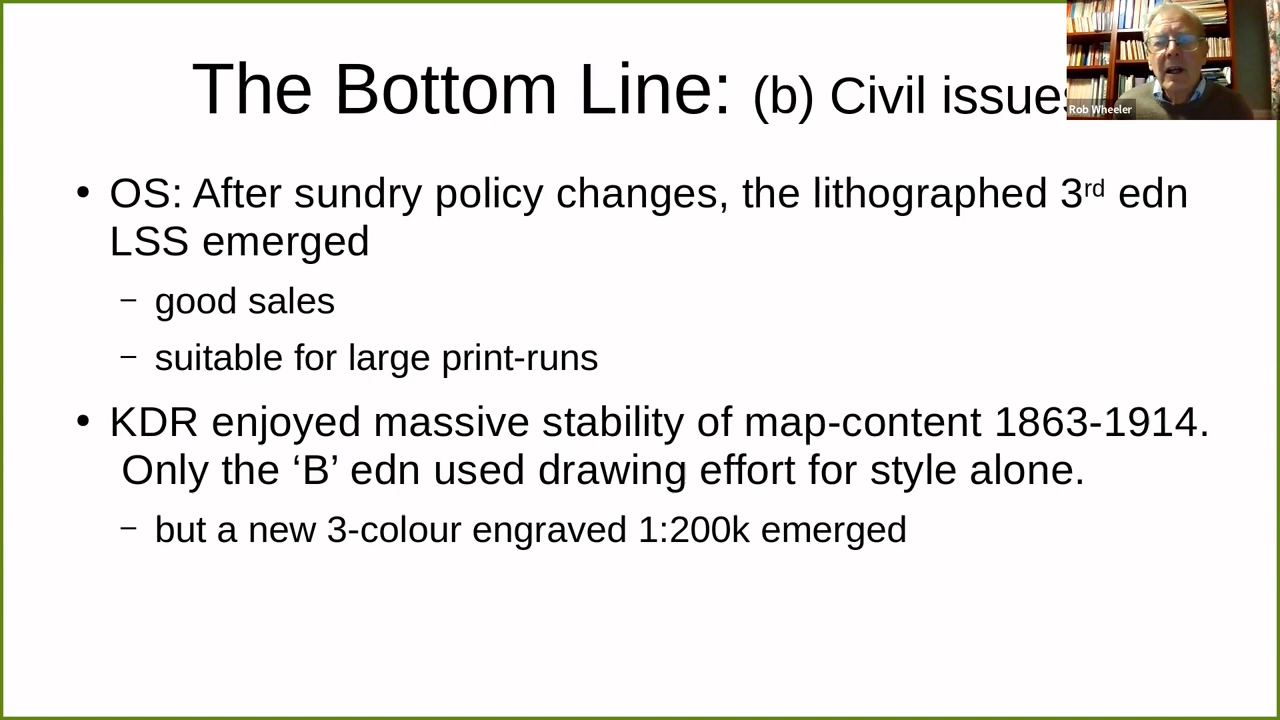 The Bottom Line: (b) Civil issues
Rob Wheeler
• OS: After sundry policy changes, the lithographed 3rd edn
LSS emerged
– good sales
– suitable for large print-runs
• KDR enjoyed massive stability of map-content 1863-1914.
Only the ‘B’ edn used drawing effort for style alone.
– but a new 3-colour engraved 1:200k emerged